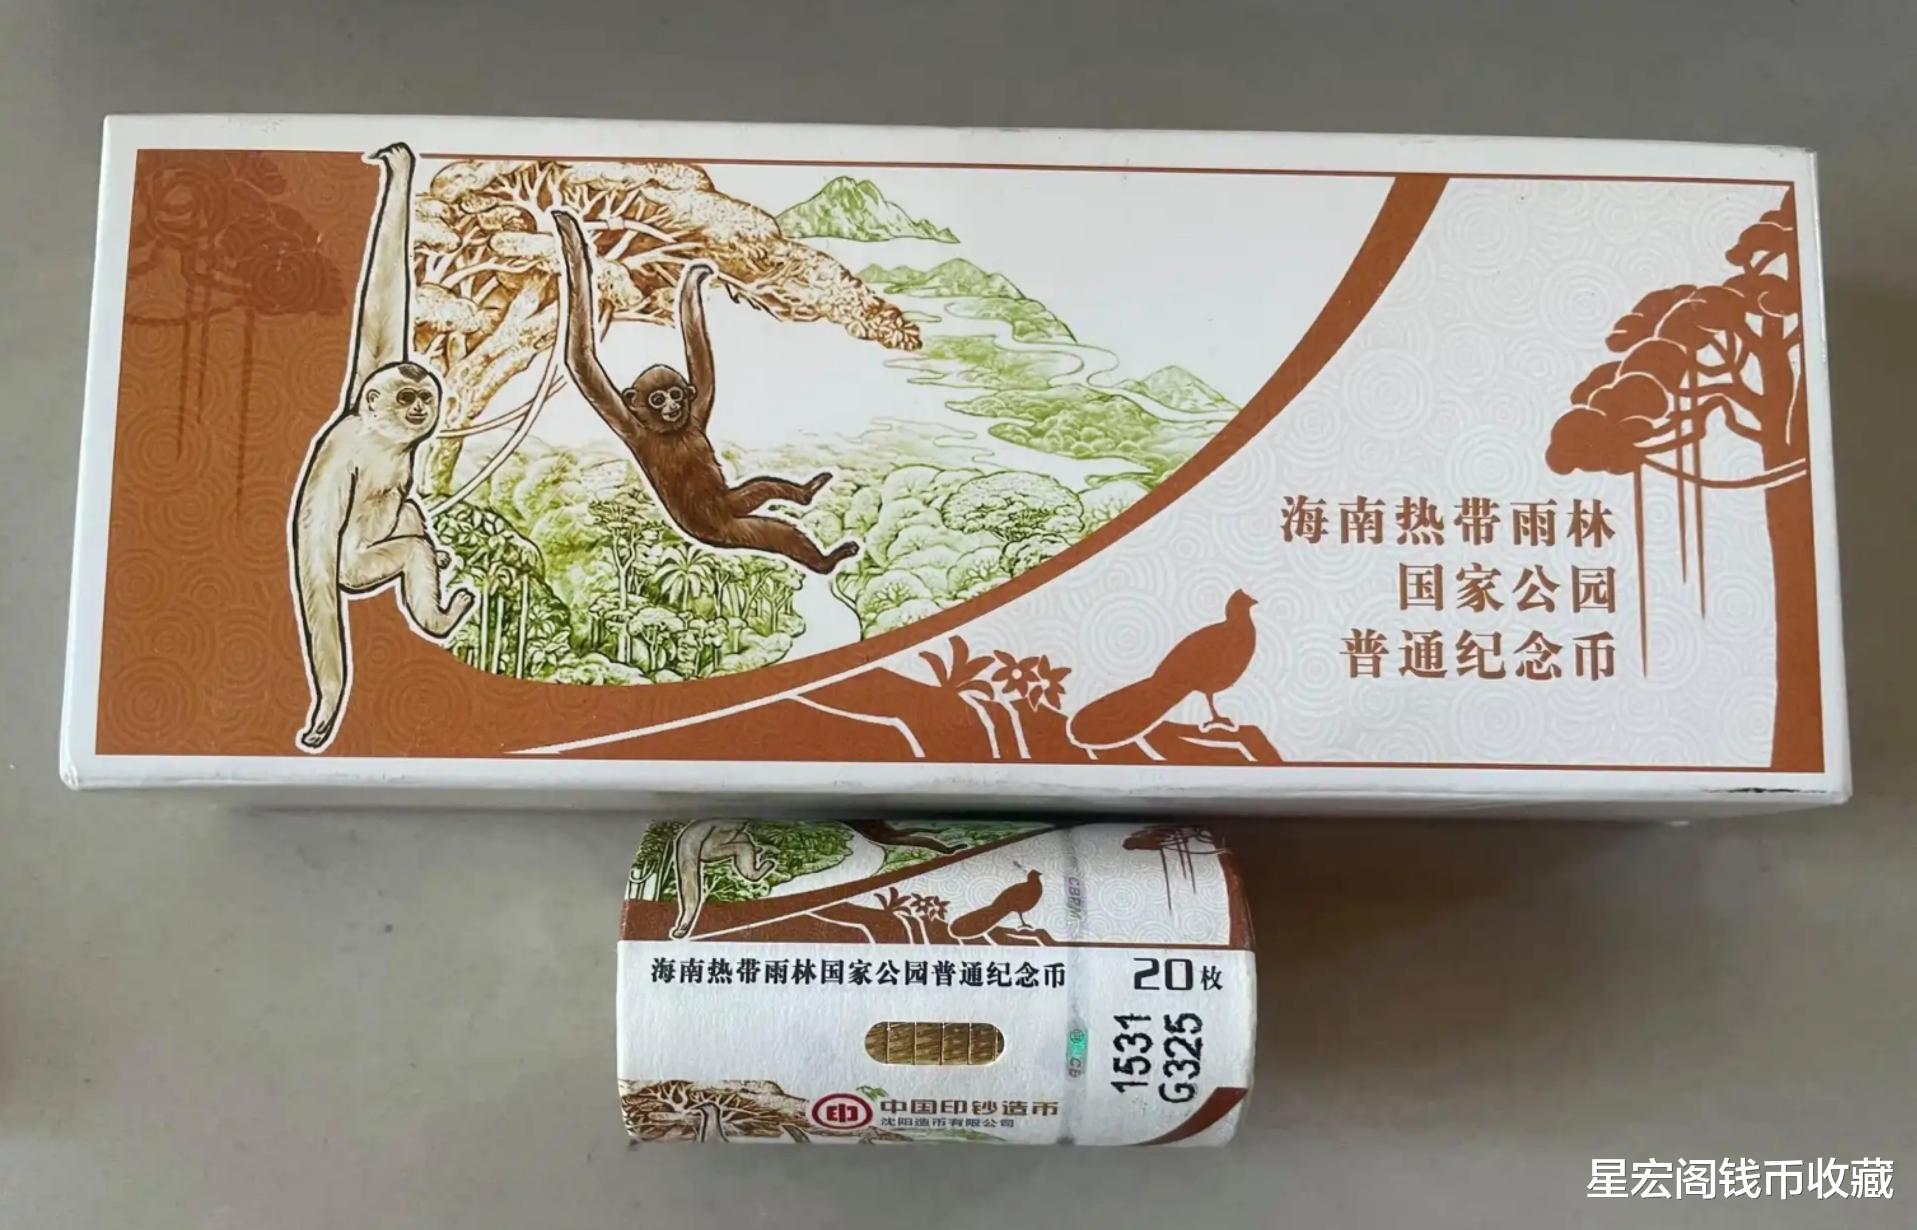 海南热带雨林
国家公园
普通纪念币
CBPM
海南热带雨林国家公园普通纪念币
20枚
1531
G325
CB
中国印钞造币
沈阳造币有限公司
星宏阁钱币收藏